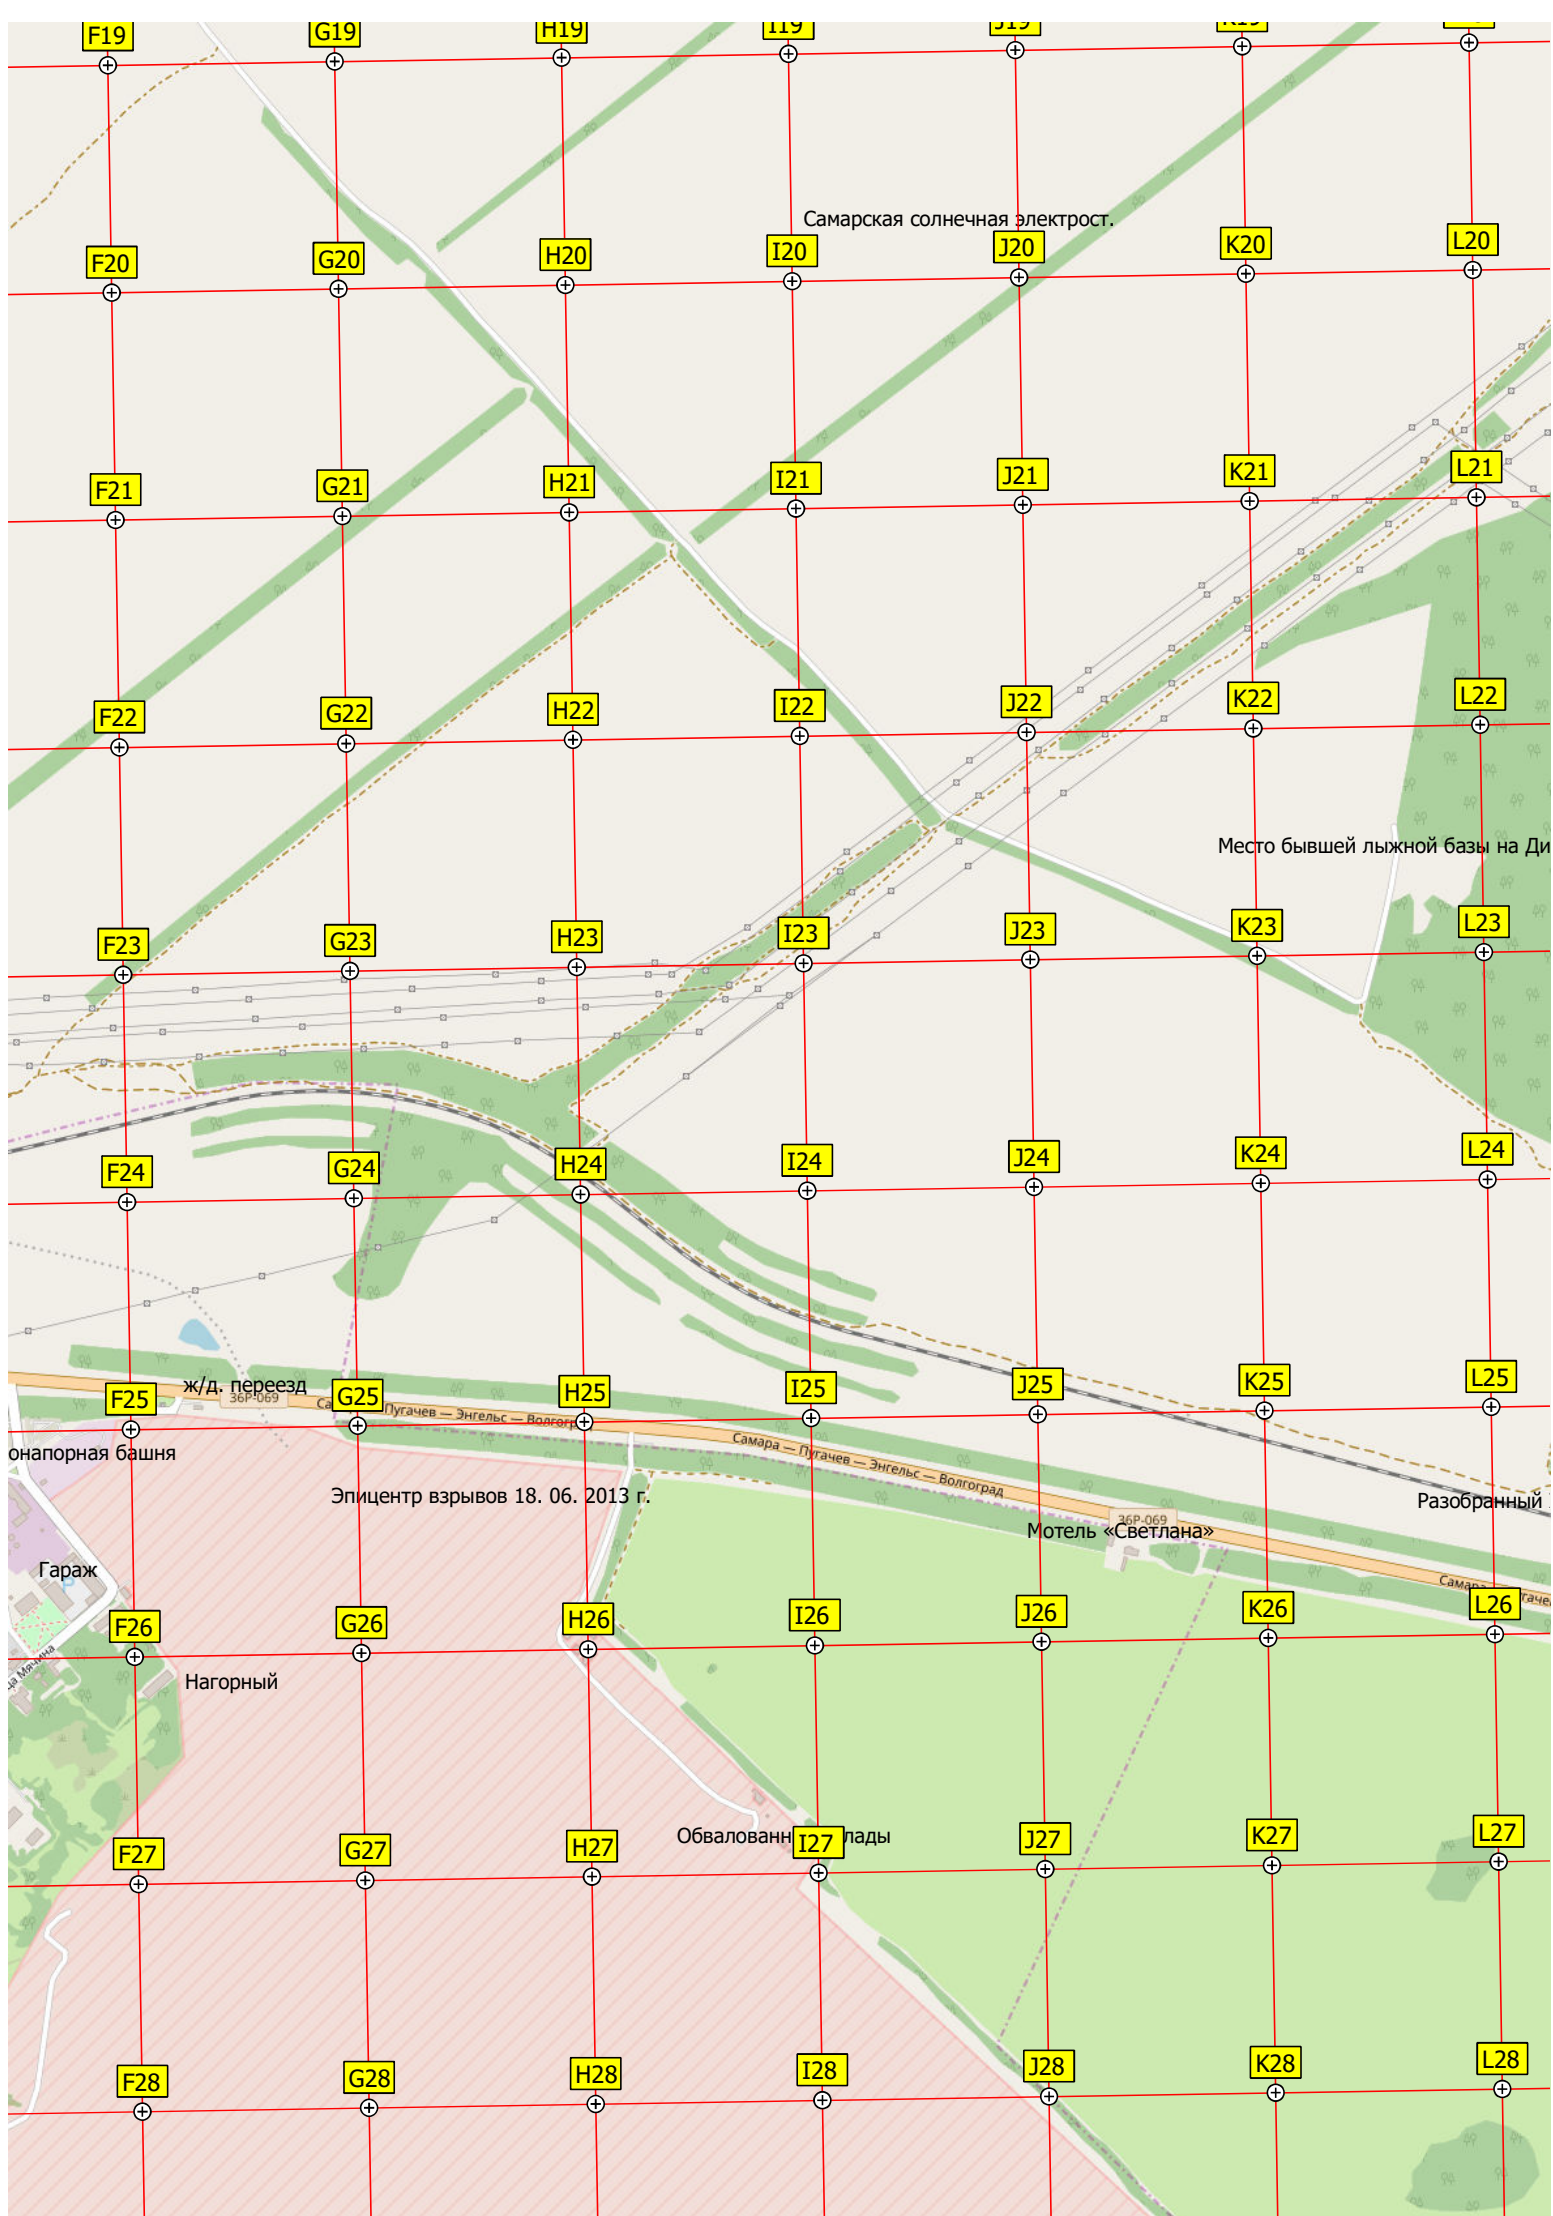 F19 G19 H19 I19 J19 K19
Самарская солнечная электрост.
F20 G20 H20 I20 J20 K20 L20
F21 G21 H21 I21 J21 K21 L21
F22 G22 H22 I22 J22 K22 L22
Место бывшей лыжной базы на Ди
F23 G23 H23 I23 J23 K23 L23
F24 G24 H24 I24 J24 K24 L24
ж/д. переезд
36Р-069
F25 G25 H25 I25 J25 K25 L25
Пугачев — Энгельс — Волгогр
Самара — Пугачев — Энгельс — Волгоград
онапорная башня
Эпицентр взрывов 18. 06. 2013 г.
Разобранный
36Р-069
Мотель «Светлана»
Гараж
F26 G26 H26 I26 J26 K26 L26
ца Мячина
Нагорный
Обвалованн лады
F27 G27 H27 I27 J27 K27 L27
F28 G28 H28 I28 J28 K28 L28